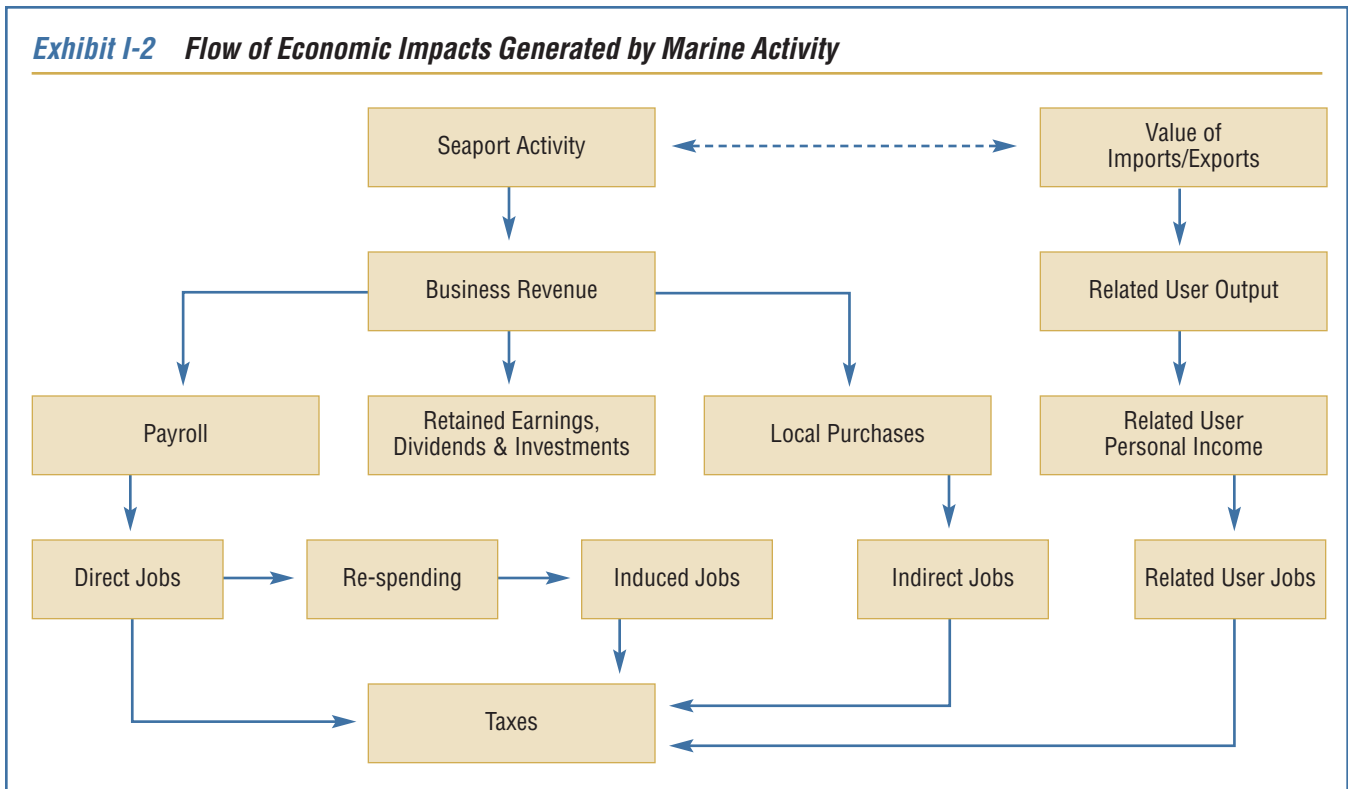 Exhibit I-2 Flow of Economic Impacts Generated by Marine Activity
Seaport Activity
Value of
Imports/Exports
Business Revenue
Related User Output
Payroll
Retained Earnings,
Dividends & Investments
Local Purchases
Related User
Personal Income
Direct Jobs
Re-spending
Induced Jobs
Indirect Jobs
Related User Jobs
Taxes